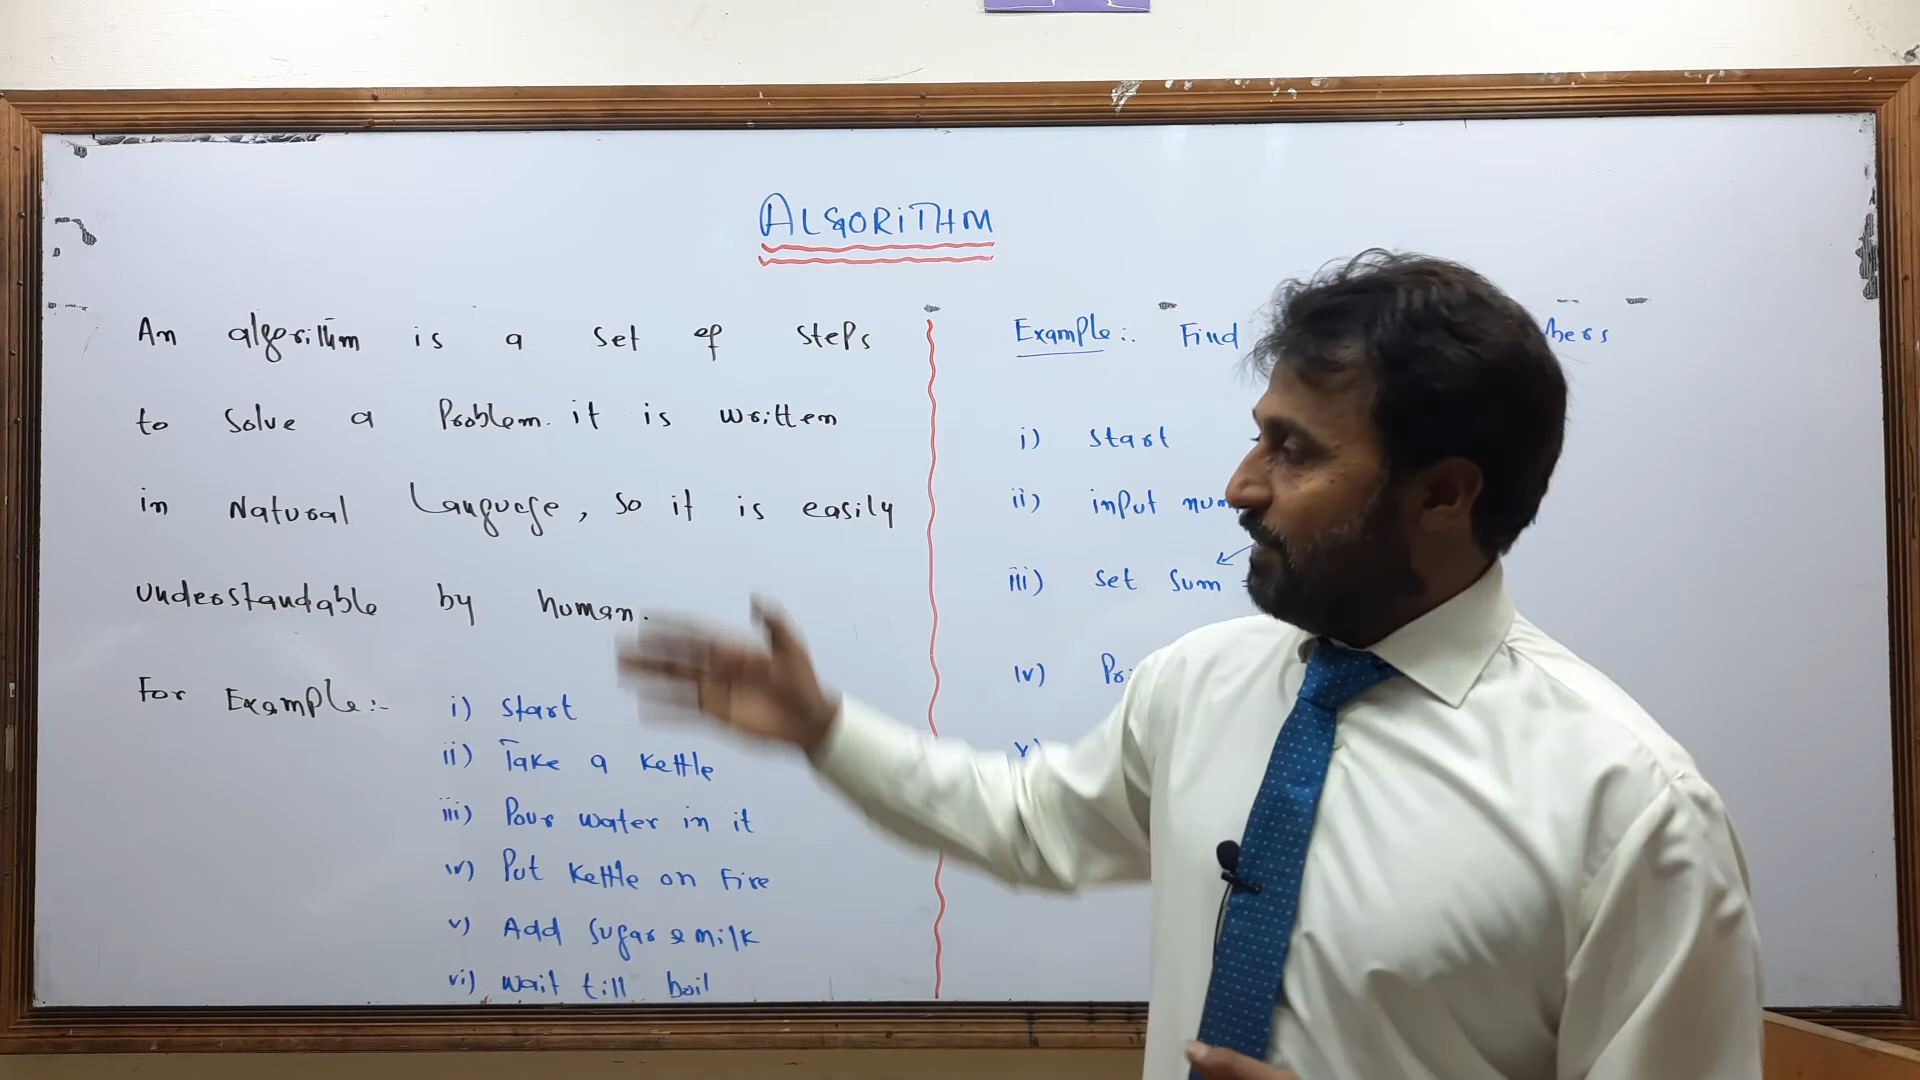 ALGORITHM
An algorithm is a set of steps
to Solve a Problem. it is written
in Natural Language, so it is easily
understandable by human.
For Example:-
i) Start
ii) Take a kettle
iii) Pour water in it
iv) Put Kettle on Fire
v) Add Sugar & milk
vi) wait till boil
Example:. Find
i) Start
ii) input num
iii) Set Sum
iv) Pri
v)